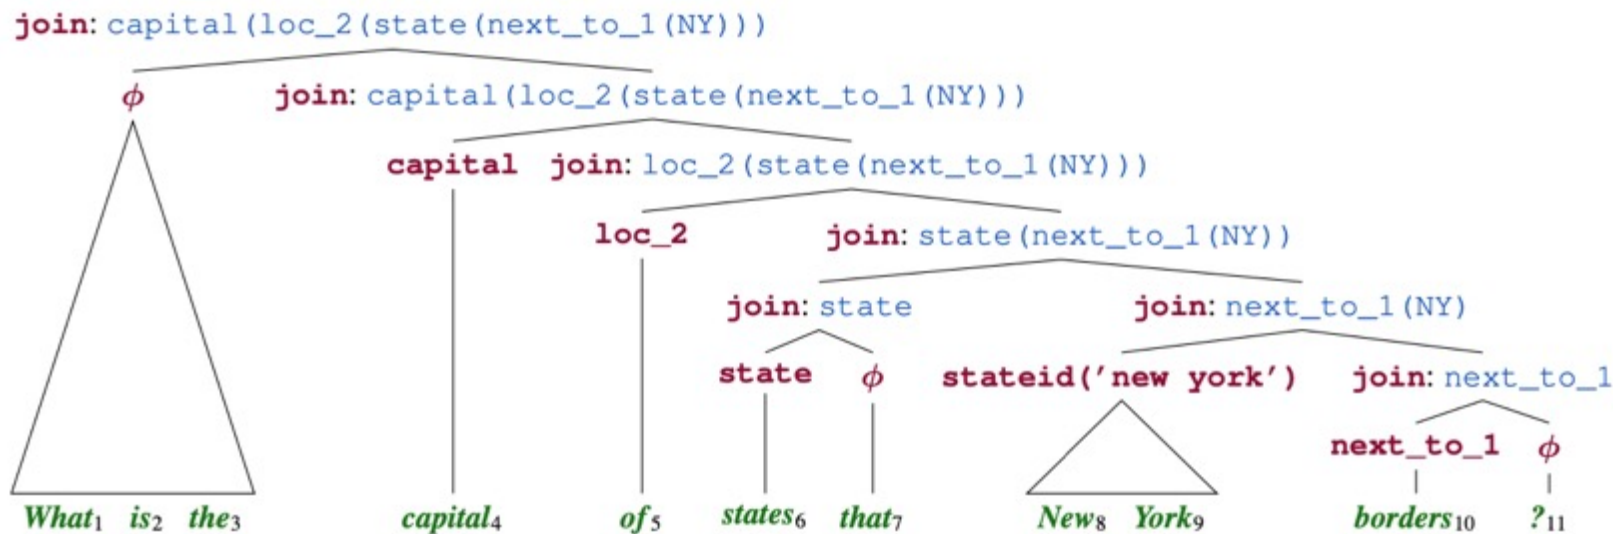 join: capital(loc_2(state(next_to_1(NY)))
ϕ join: capital(loc_2(state(next_to_1(NY)))
capital join: loc_2(state(next_to_1(NY)))
loc_2 join: state(next_to_1(NY))
join: state join: next_to_1(NY)
state ϕ stateid('new york') join: next_to_1
next_to_1 ϕ
What1 is2 the3 capital4 of5 states6 that7 New8 York9 borders10 ?11